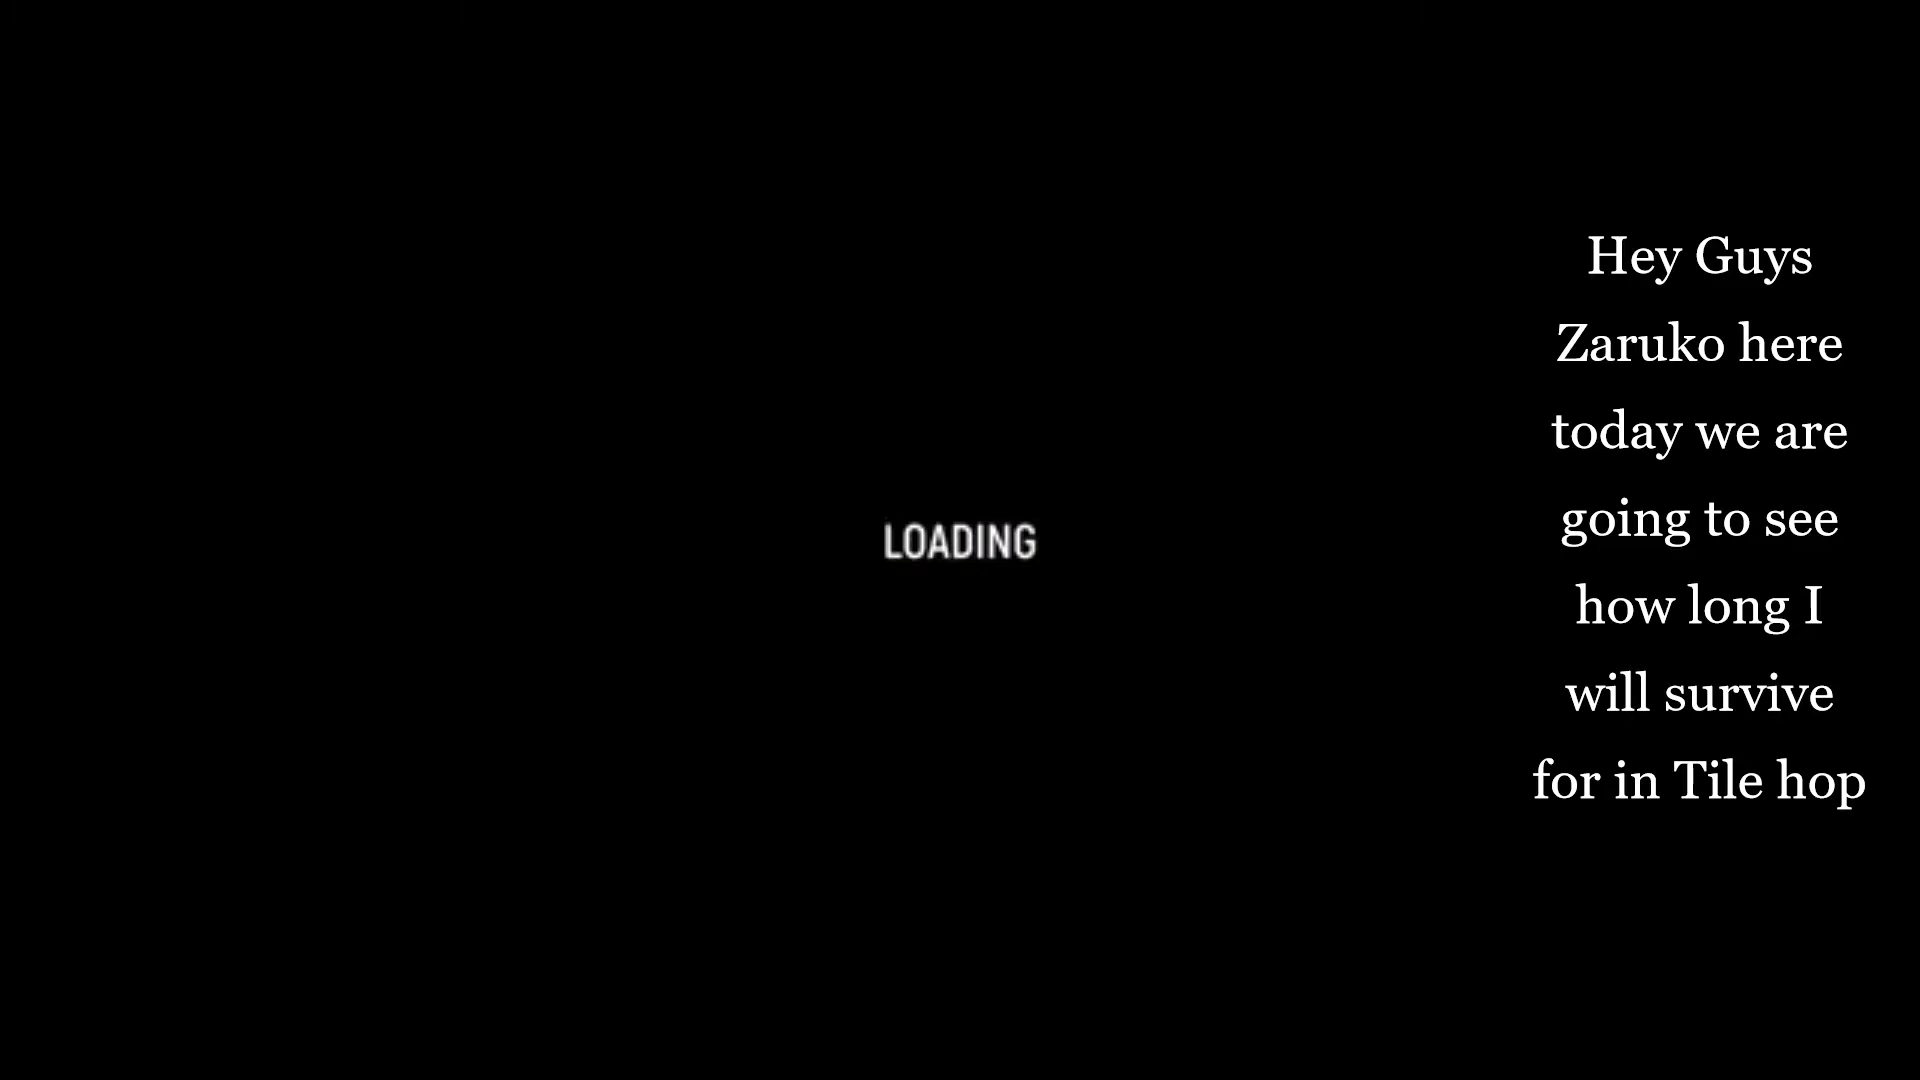 LOADING
Hey Guys
Zaruko here
today we are
going to see
how long I
will survive
for in Tile hop